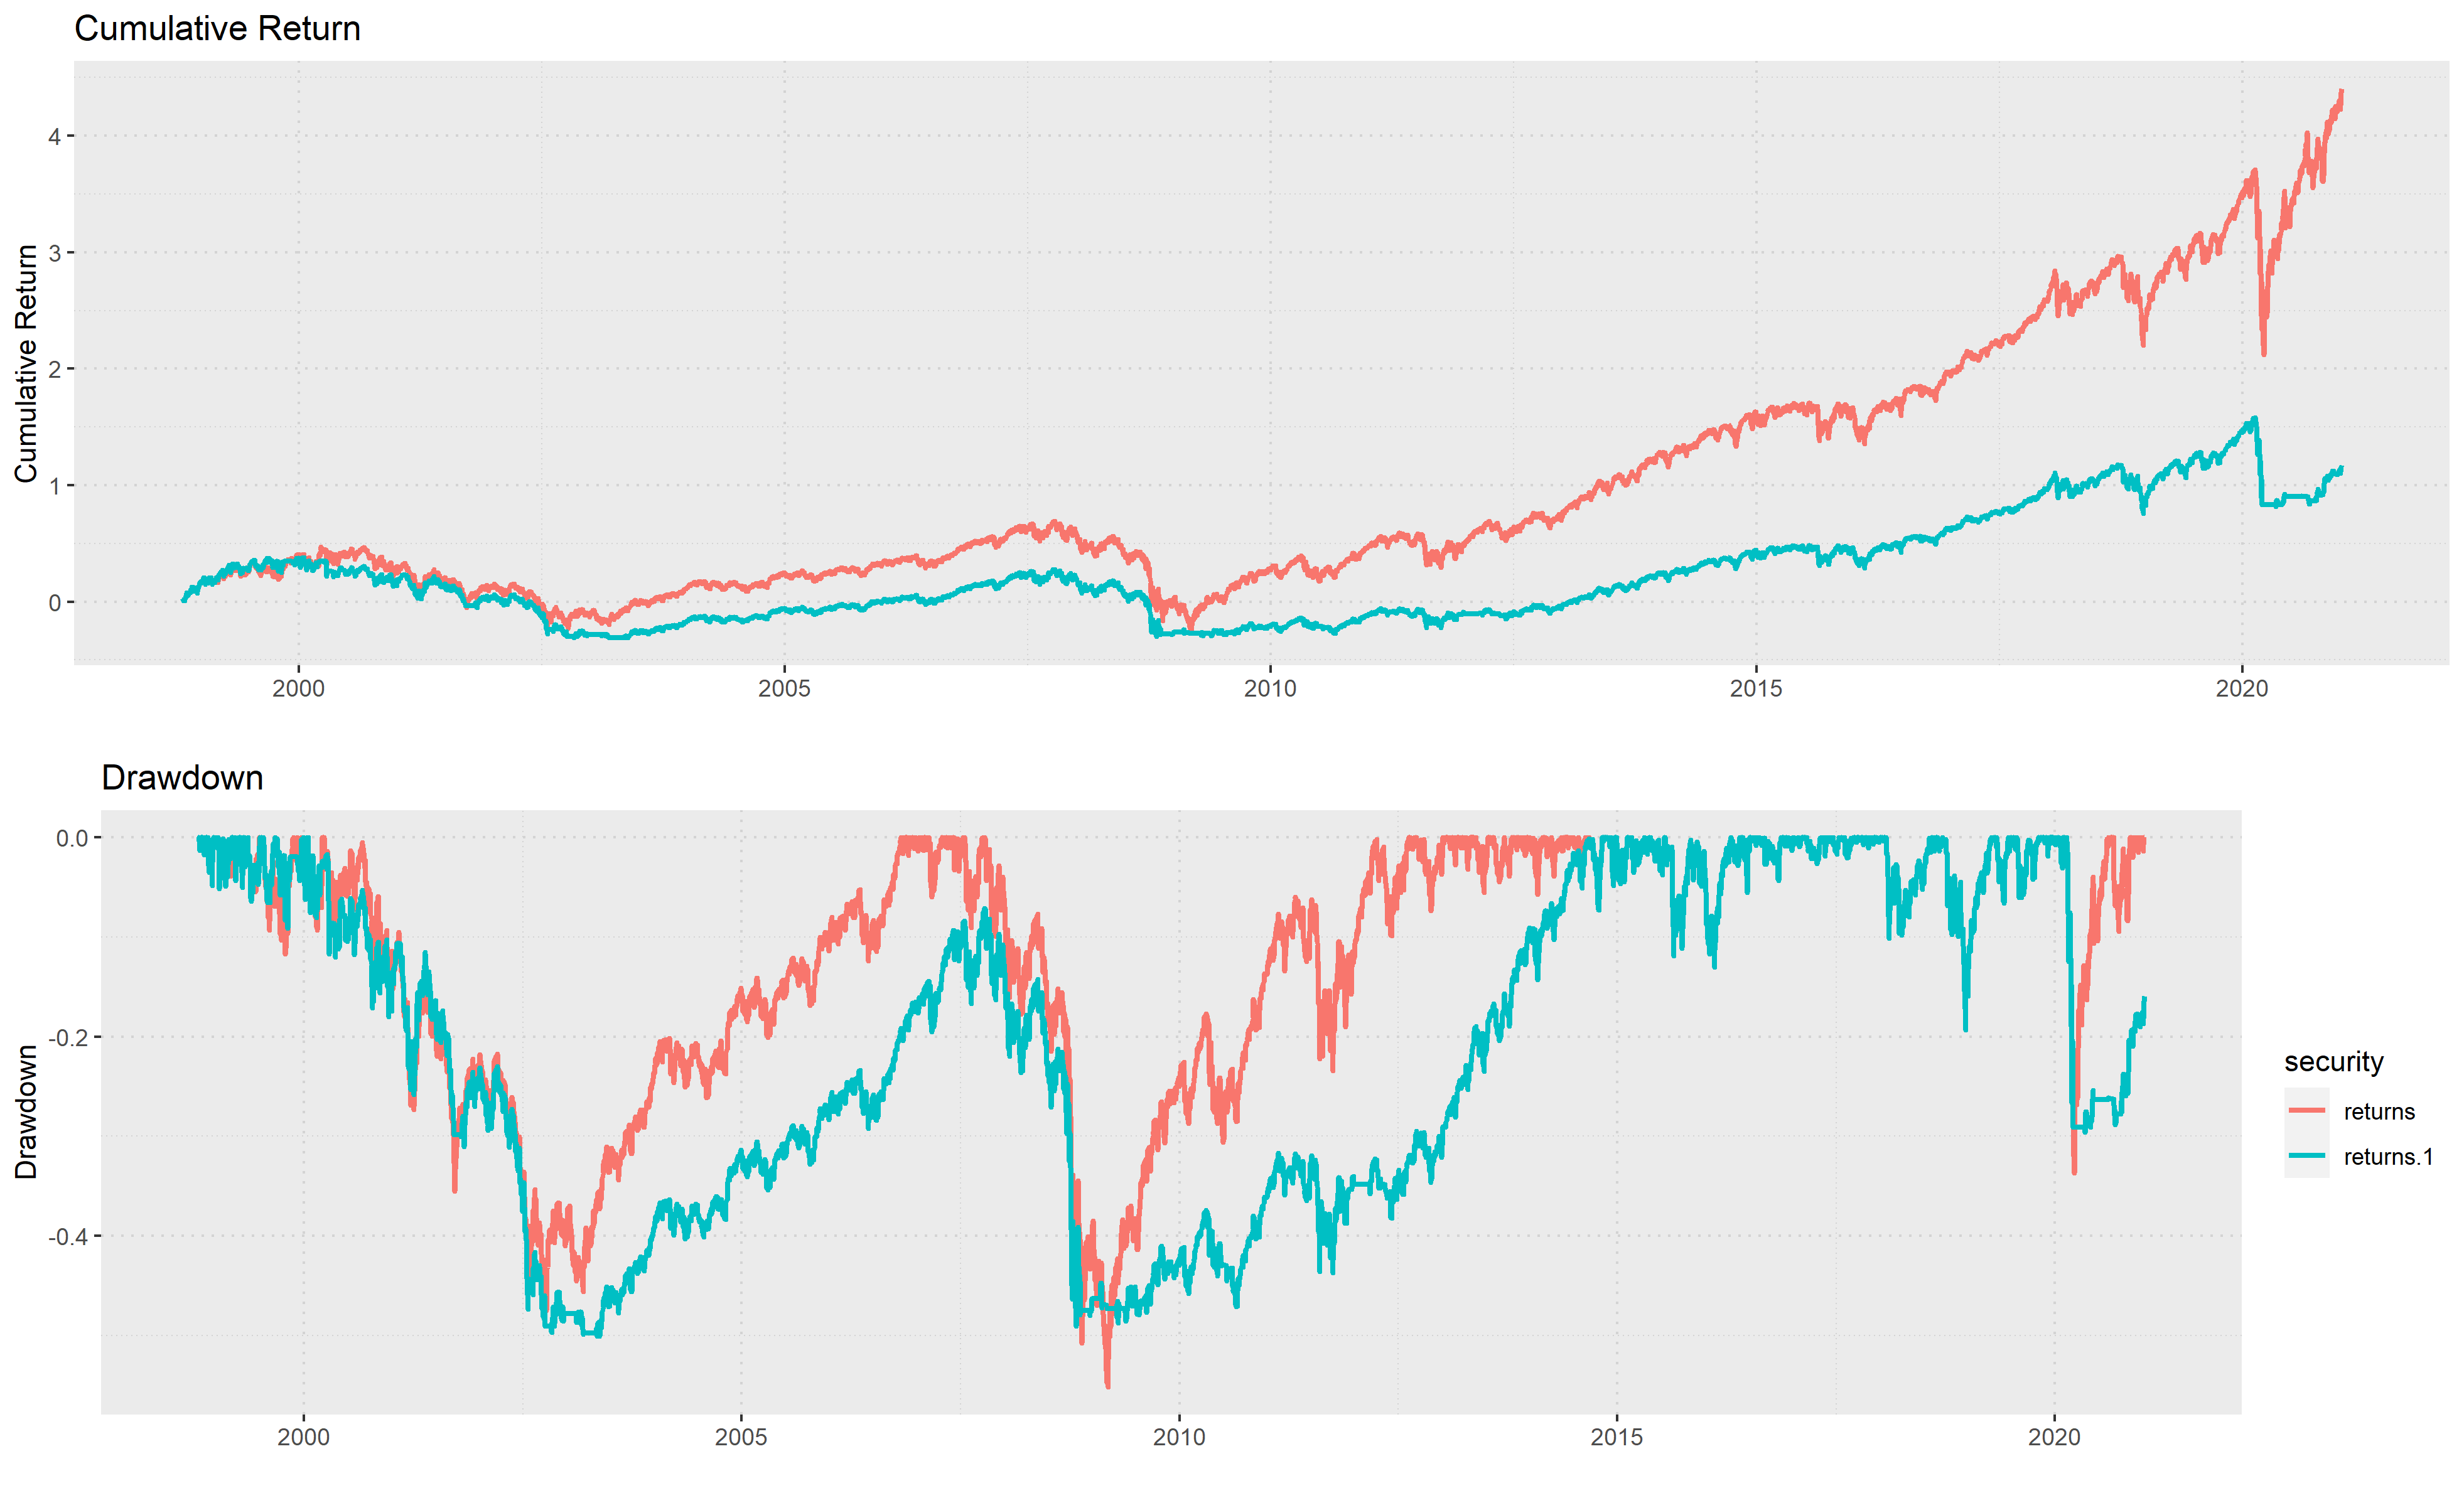 Cumulative Return
Cumulative Return
4
3
2
1
0
2000 2005 2010 2015 2020
Drawdown
Drawdown
0.0
-0.2
-0.4
2000 2005 2010 2015 2020
security
returns
returns.1